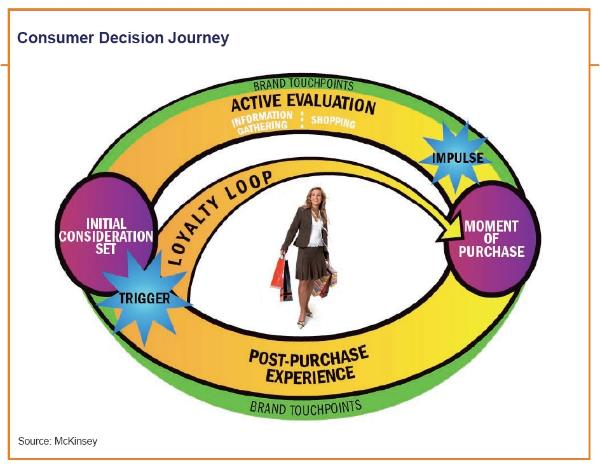 Consumer Decision Journey
BRAND TOUCHPOINTS
ACTIVE EVALUATION
INFORMATION
GATHERING
SHOPPING
IMPULSE
LOYALTY LOOP
INITIAL
CONSIDERATION
SET
MOMENT
OF
PURCHASE
TRIGGER
POST-PURCHASE
EXPERIENCE
BRAND TOUCHPOINTS
Source: McKinsey